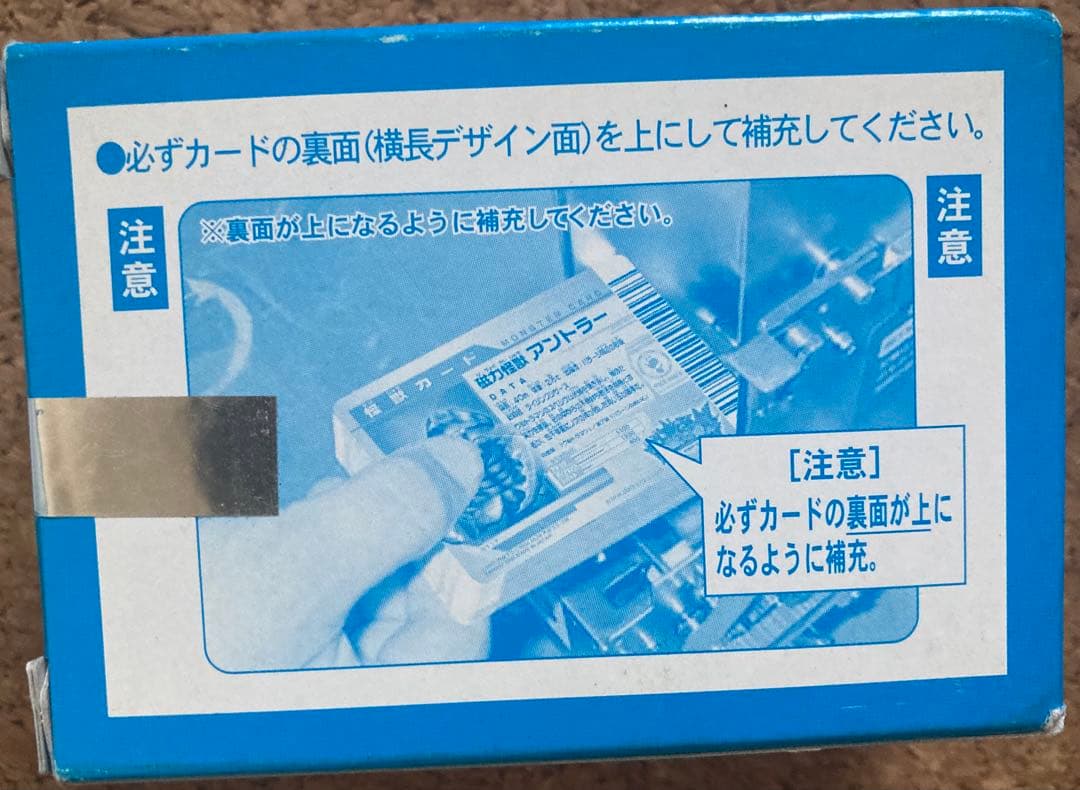 ●必ずカードの裏面(横長デザイン面)を上にして補充してください。
注意
注意
※裏面が上になるように補充してください。
怪獣カード
MONSTER CARD
磁力怪獣 アントラー
DATA
[注意]
必ずカードの裏面が上に
なるように補充。